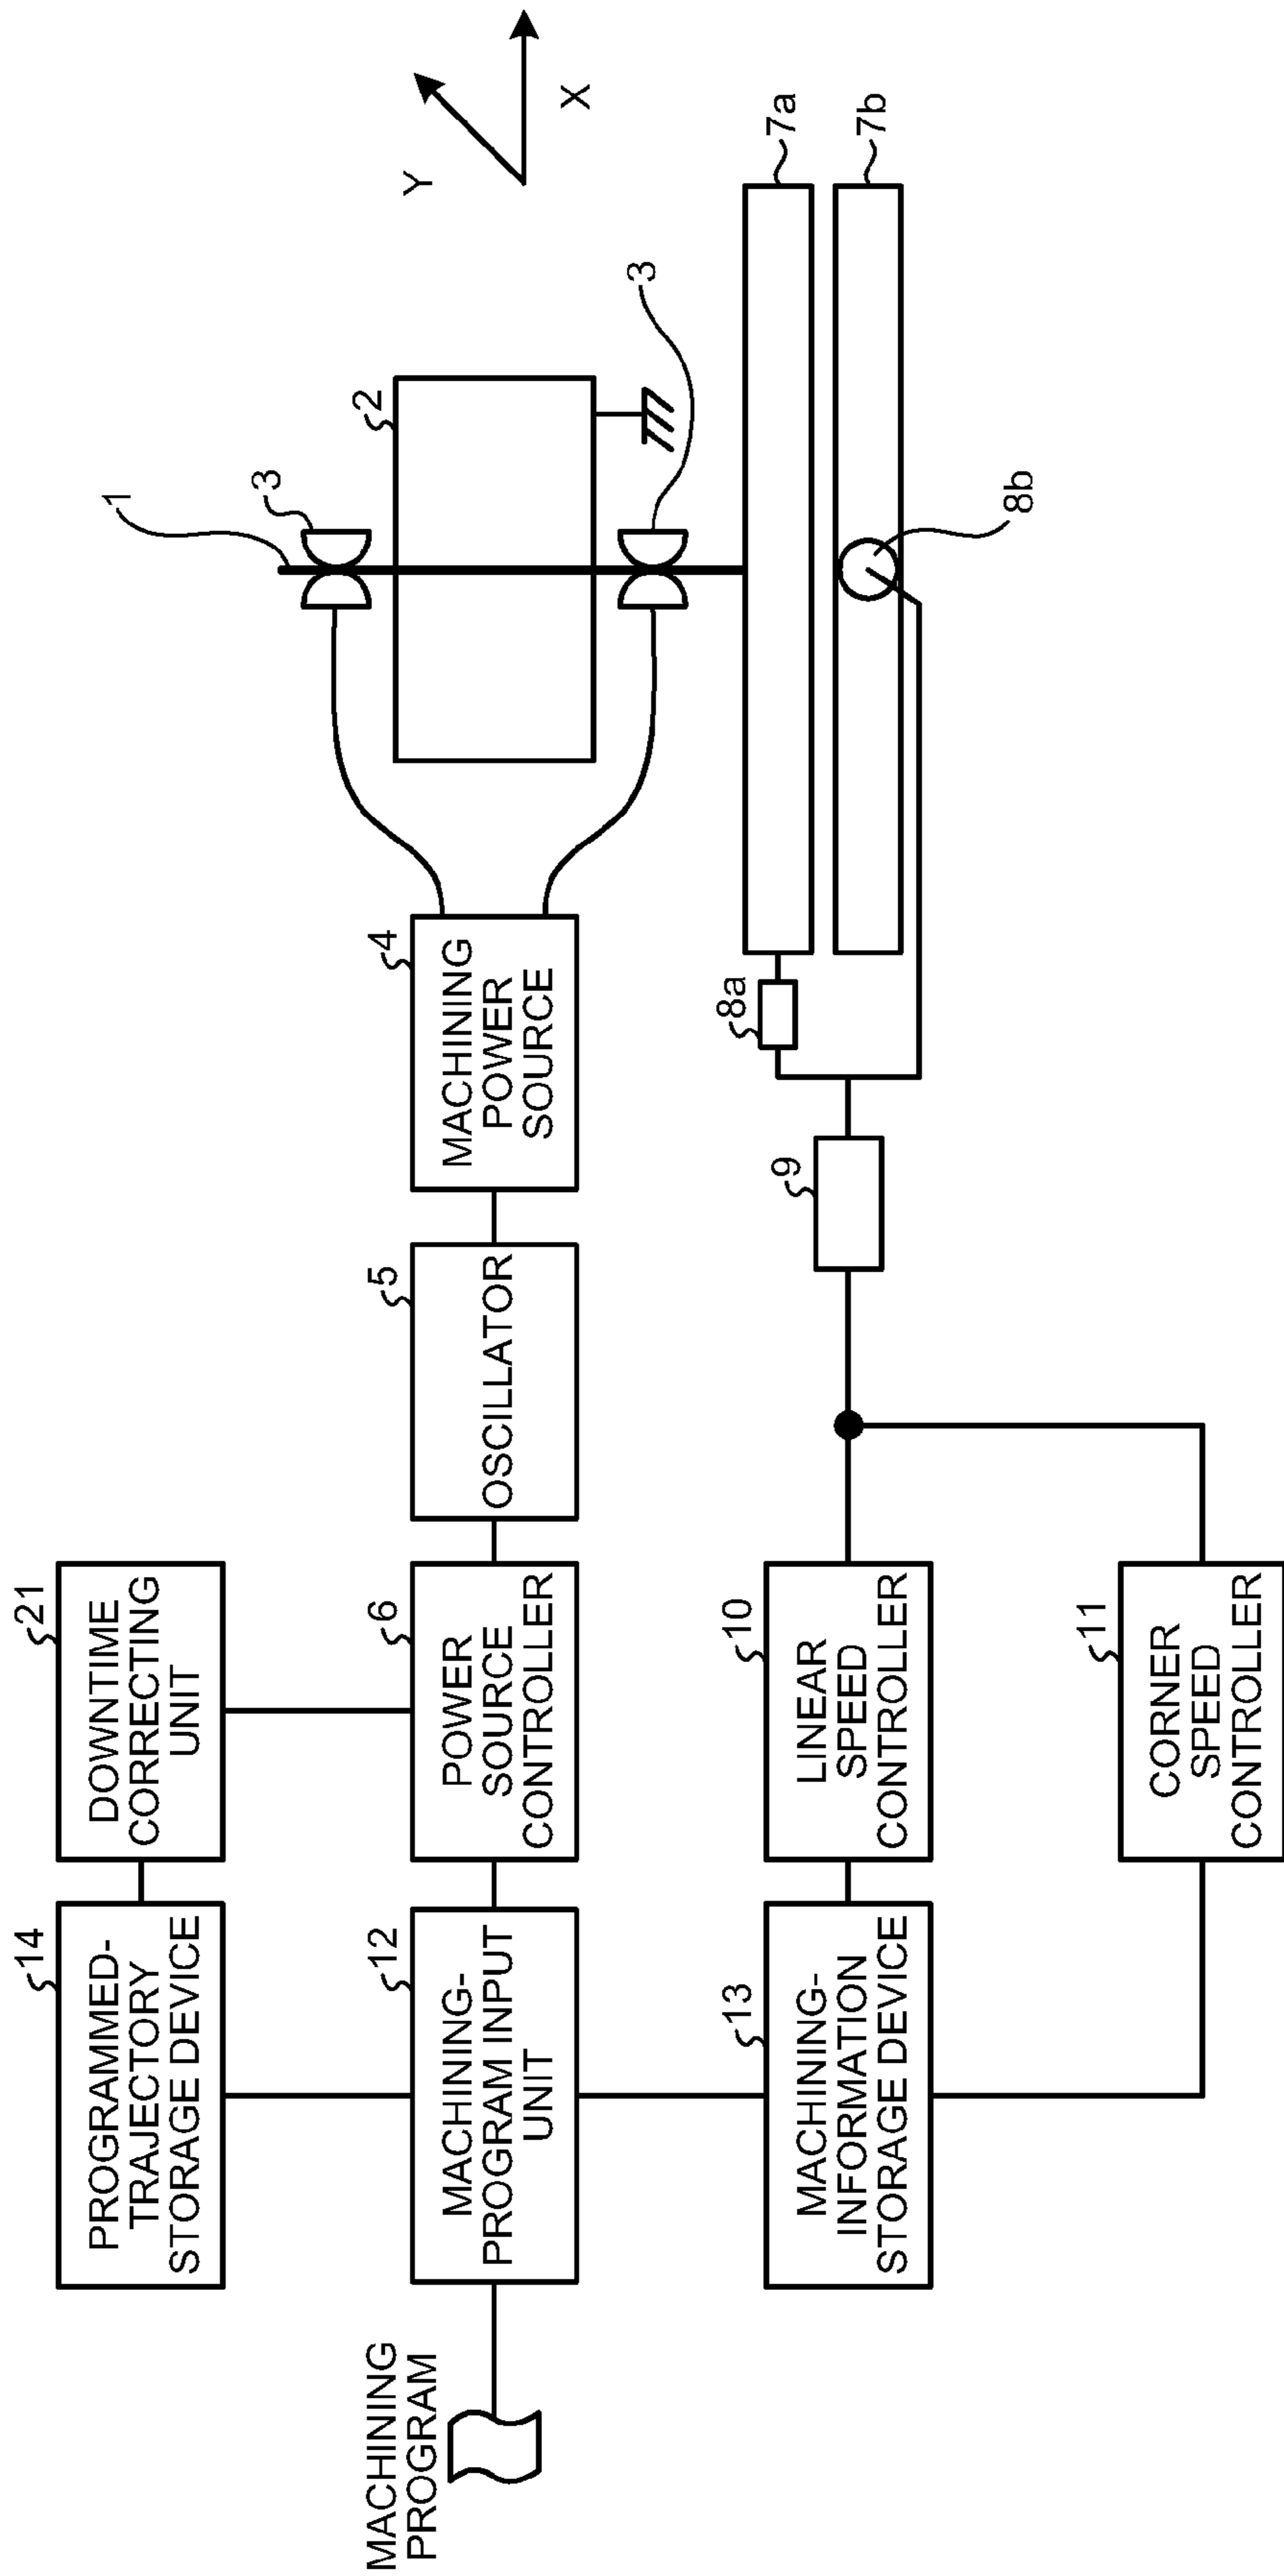 MACHINING
PROGRAM
14
PROGRAMMED-
TRAJECTORY
STORAGE DEVICE
21
DOWNTIME
CORRECTING
UNIT
12
MACHINING-
PROGRAM INPUT
UNIT
6
POWER
SOURCE
CONTROLLER
5
OSCILLATOR
4
MACHINING
POWER
SOURCE
1
3
2
3
Y
X
13
MACHINING-
INFORMATION
STORAGE DEVICE
10
LINEAR
SPEED
CONTROLLER
9
8a
7a
7b
8b
11
CORNER
SPEED
CONTROLLER